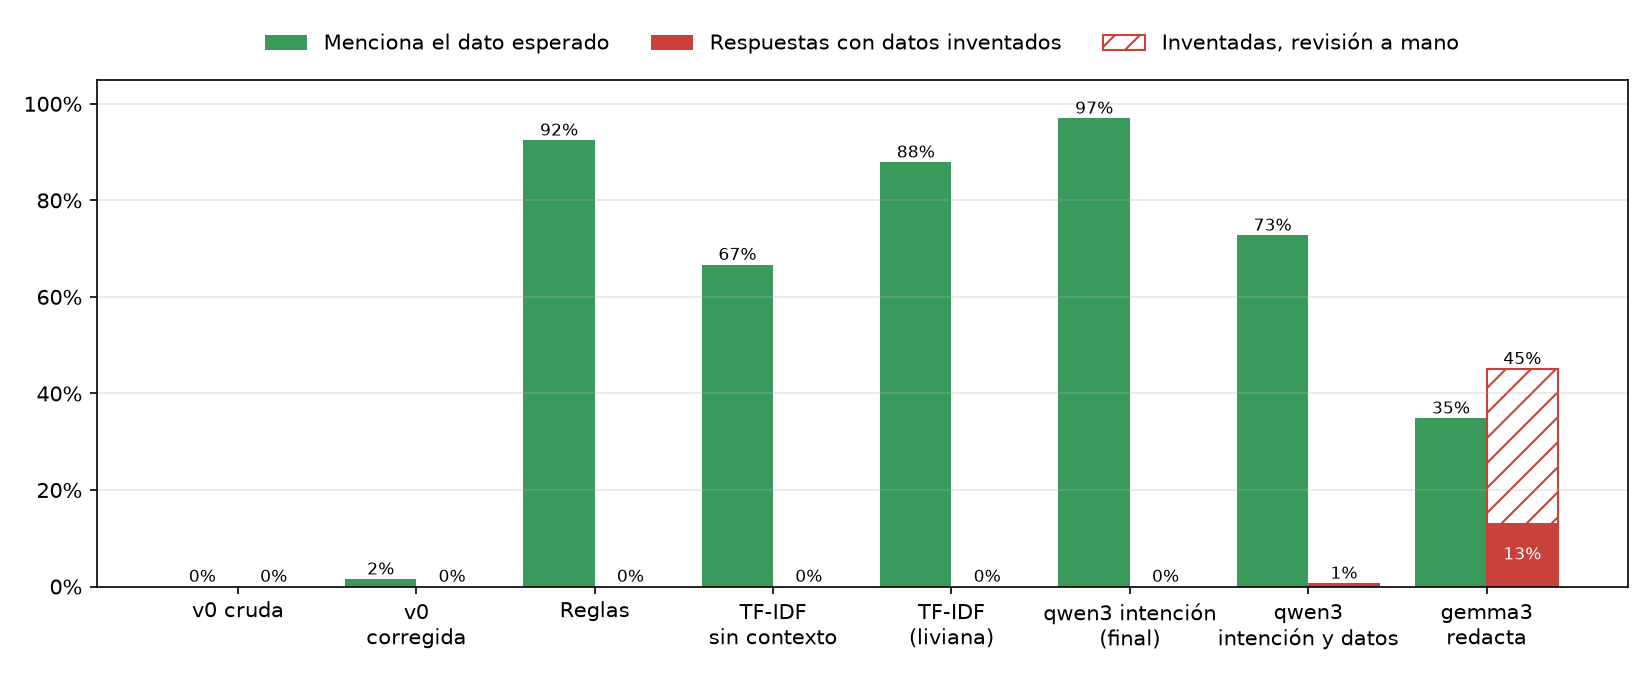 Menciona el dato esperado Respuestas con datos inventados Inventadas, revisión a mano
100%
80%
60%
40%
20%
0%
0% 0%
2% 0%
92% 0%
67% 0%
88% 0%
97% 0%
73% 1%
35% 45%
13%
v0 cruda
v0
corregida
Reglas
TF-IDF
sin contexto
TF-IDF
(liviana)
qwen3 intención
(final)
qwen3
intención y datos
gemma3
redacta